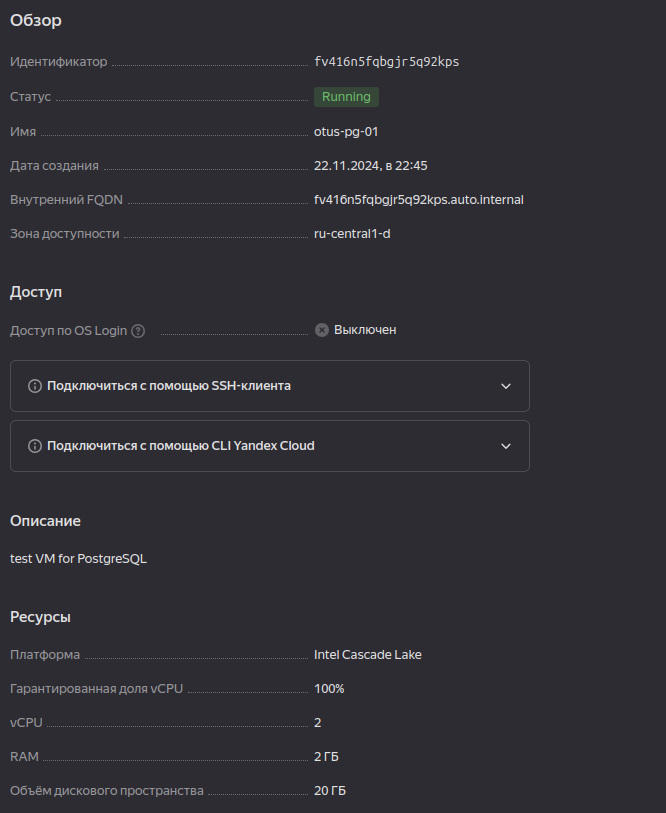 Обзор
Идентификатор fv416n5fqbgjr5q92kps
Статус Running
Имя otus-pg-01
Дата создания 22.11.2024, в 22:45
Внутренний FQDN fv416n5fqbgjr5q92kps.auto.internal
Зона доступности ru-central1-d
Доступ
Доступ по OS Login Выключен
Подключиться с помощью SSH-клиента
Подключиться с помощью CLI Yandex Cloud
Описание
test VM for PostgreSQL
Ресурсы
Платформа Intel Cascade Lake
Гарантированная доля vCPU 100%
vCPU 2
RAM 2 ГБ
Объём дискового пространства 20 ГБ